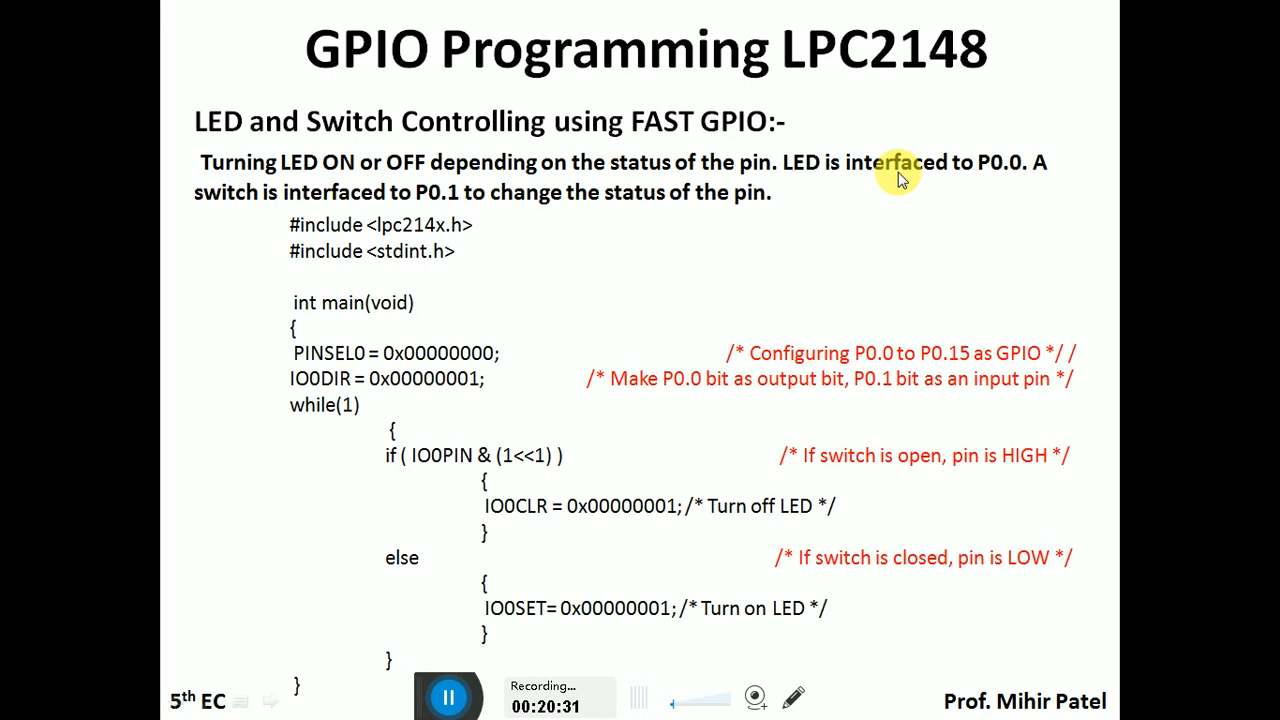 GPIO Programming LPC2148
LED and Switch Controlling using FAST GPIO:-
Turning LED ON or OFF depending on the status of the pin. LED is interfaced to P0.0. A
switch is interfaced to P0.1 to change the status of the pin.
#include <lpc214x.h>
#include <stdint.h>
int main(void)
{
PINSEL0 = 0x00000000; /* Configuring P0.0 to P0.15 as GPIO */ /
IO0DIR = 0x00000001; /* Make P0.0 bit as output bit, P0.1 bit as an input pin */
while(1)
{
if ( IO0PIN & (1<<1) ) /* If switch is open, pin is HIGH */
{
IO0CLR = 0x00000001; /* Turn off LED */
}
else /* If switch is closed, pin is LOW */
{
IO0SET= 0x00000001; /* Turn on LED */
}
}
}
5th EC
Recording...
00:20:31
Prof. Mihir Patel